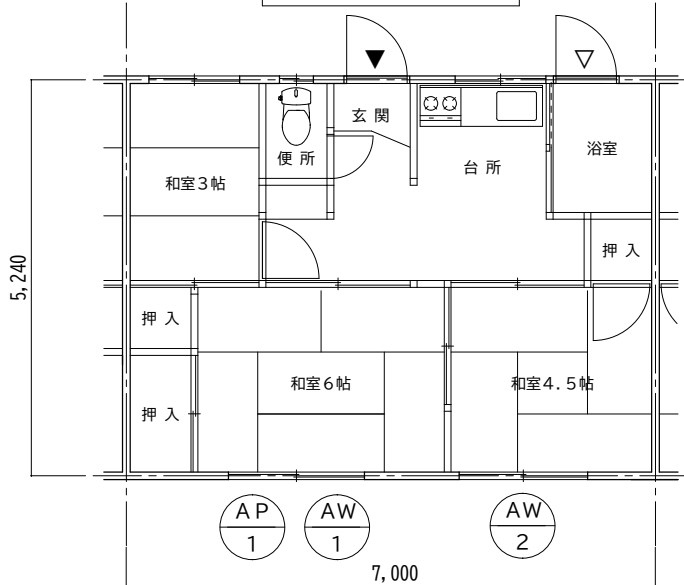 玄 関
便 所
浴室
台 所
和室3帖
押 入
5,240
押 入
和室6帖
和室4.5帖
押 入
AP
1
AW
1
AW
2
7,000